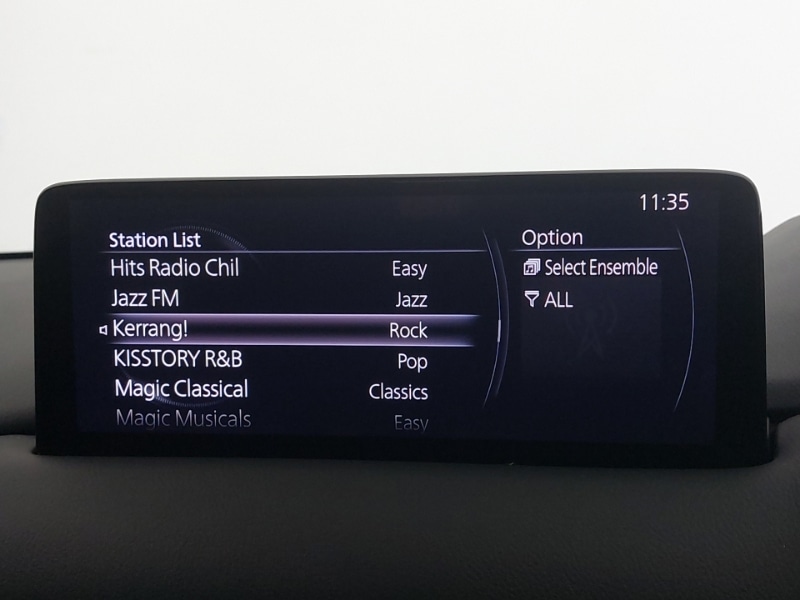 11:35
Station List
Hits Radio Chil Easy
Jazz FM Jazz
Kerrang! Rock
KISSTORY R&B Pop
Magic Classical Classics
Magic Musicals Easy
Option
Select Ensemble
ALL